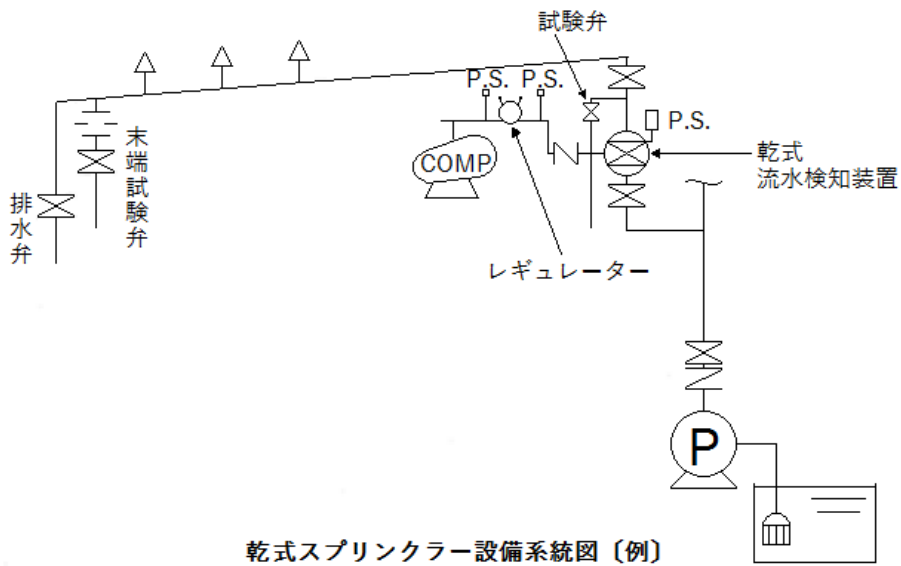 試験弁
P.S. P.S.
P.S.
COMP
乾式
流水検知装置
末端試験弁
排水弁
レギュレーター
P
乾式スプリンクラー設備系統図〔例〕